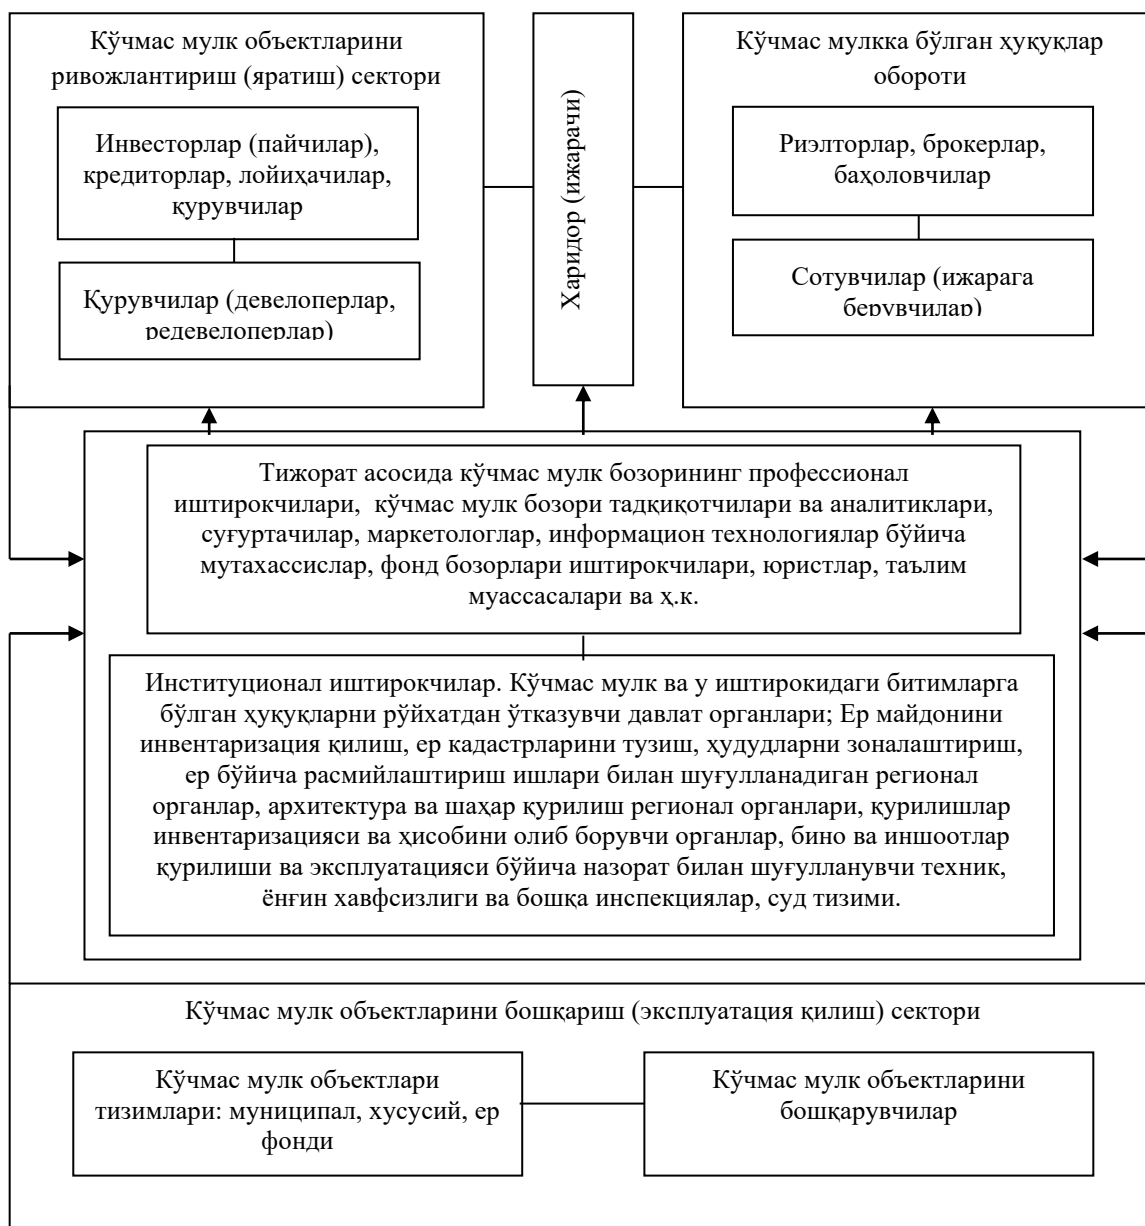 Кўчмас мулк объектларини
ривожлантириш (яратиш) сектори
Инвесторлар (пайчилар),
кредиторлар, лойиҳачилар,
қурувчилар
Қурувчилар (девелоперлар,
редевелоперлар)
Харидор (ижарачи)
Кўчмас мулкка бўлган ҳуқуқлар
обороти
Риэлторлар, брокерлар,
баҳоловчилар
Сотувчилар (ижарага
берувчилар)
Тижорат асосида кўчмас мулк бозорининг профессионал
иштирокчилари, кўчмас мулк бозори тадқиқотчилари ва аналитиклари,
суғуртачилар, маркетологлар, информацион технологиялар бўйича
мутахассислар, фонд бозорлари иштирокчилари, юристлар, таълим
муассасалари ва ҳ.к.
Институционал иштирокчилар. Кўчмас мулк ва у иштирокидаги битимларга
бўлган ҳуқуқларни рўйхатдан ўтказувчи давлат органлари; Ер майдонини
инвентаризация қилиш, ер кадастрларини тузиш, ҳудудларни зоналаштириш,
ер бўйича расмийлаштириш ишлари билан шуғулланадиган регионал
органлар, архитектура ва шаҳар қурилиш регионал органлари, қурилишлар
инвентаризацияси ва ҳисобини олиб борувчи органлар, бино ва иншоотлар
қурилиши ва эксплуатацияси бўйича назорат билан шуғулланувчи техник,
ёнғин хавфсизлиги ва бошқа инспекциялар, суд тизими.
Кўчмас мулк объектларини бошқариш (эксплуатация қилиш) сектори
Кўчмас мулк объектлари
тизимлари: муниципал, хусусий, ер
фонди
Кўчмас мулк объектларини
бошқарувчилар